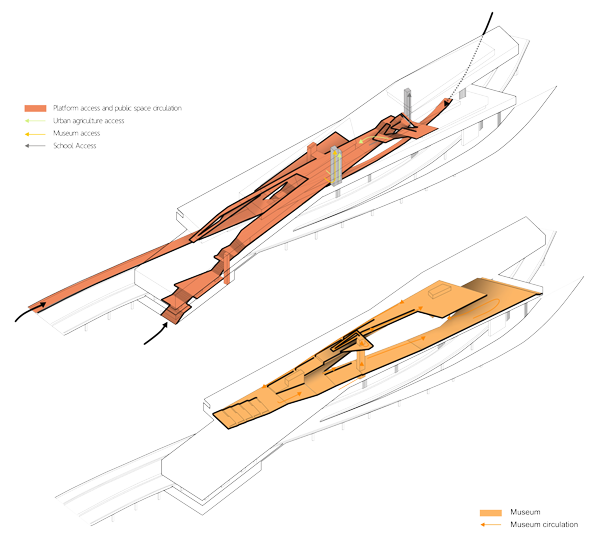 Platform access and public space circulation
Urban agriculture access
Museum access
School Access
Museum
Museum circulation